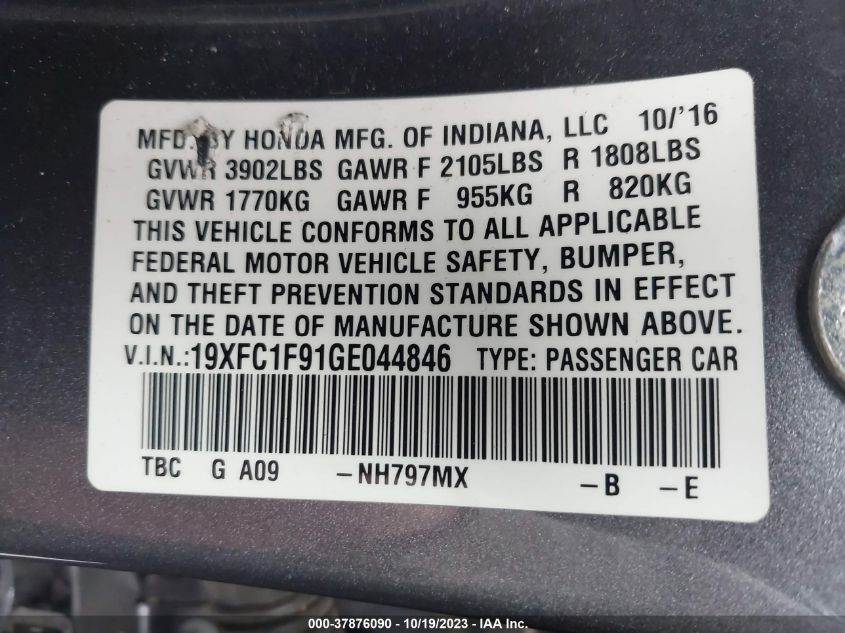 MFD. BY HONDA MFG. OF INDIANA, LLC 10/'16
GVWR 3902LBS GAWR F 2105LBS R 1808LBS
GVWR 1770KG GAWR F 955KG R 820KG
THIS VEHICLE CONFORMS TO ALL APPLICABLE
FEDERAL MOTOR VEHICLE SAFETY, BUMPER,
AND THEFT PREVENTION STANDARDS IN EFFECT
ON THE DATE OF MANUFACTURE SHOWN ABOVE.
V.I.N.:19XFC1F91GE044846 TYPE: PASSENGER CAR
TBC G A09 -NH797MX -B -E
000-37876090 - 10/19/2023 - IAA Inc.